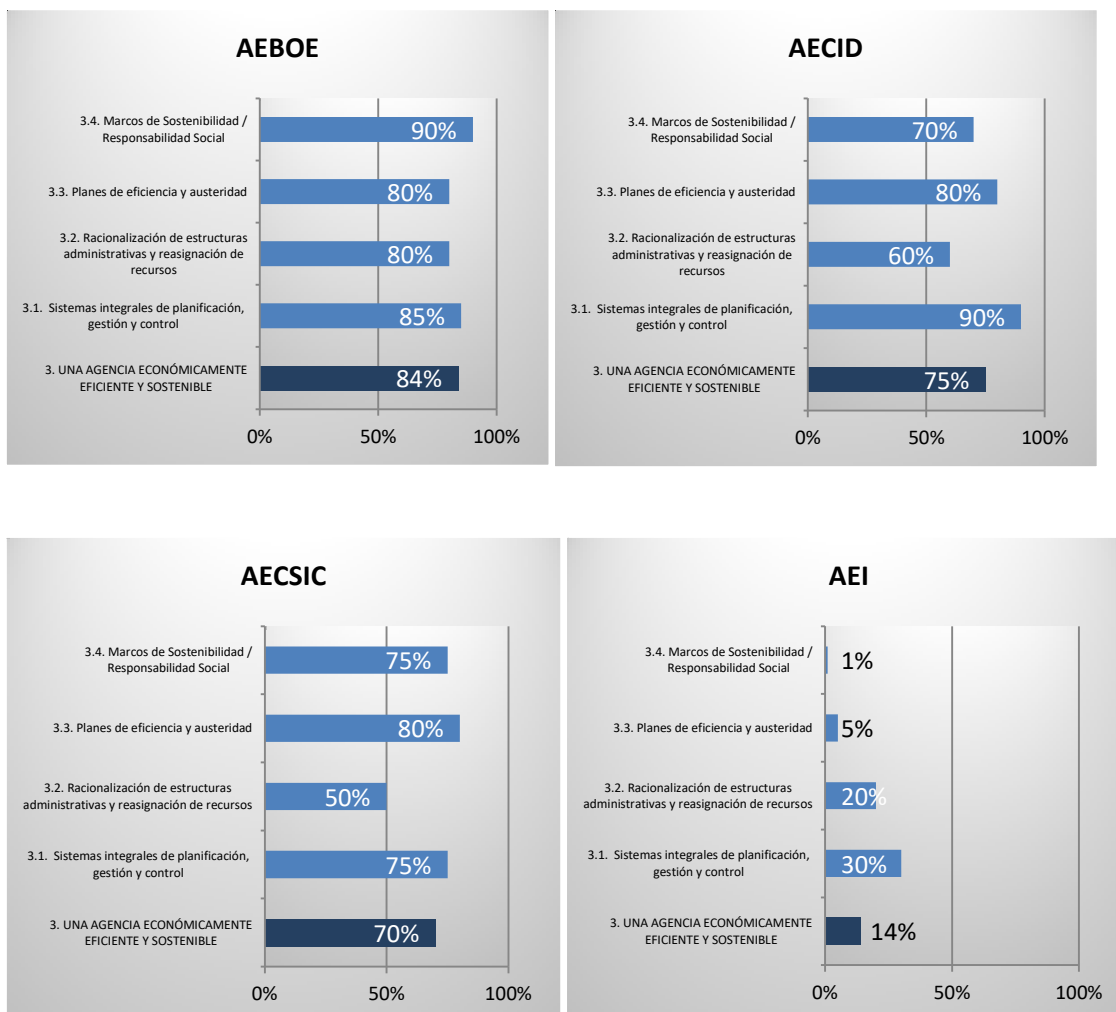 AEBOE
3.4. Marcos de Sostenibilidad /
Responsabilidad Social
90%
3.3. Planes de eficiencia y austeridad
80%
3.2. Racionalización de estructuras
administrativas y reasignación de
recursos
80%
3.1. Sistemas integrales de planificación,
gestión y control
85%
3. UNA AGENCIA ECONÓMICAMENTE
EFICIENTE Y SOSTENIBLE
84%
0% 50% 100%
AECID
3.4. Marcos de Sostenibilidad /
Responsabilidad Social
70%
3.3. Planes de eficiencia y austeridad
80%
3.2. Racionalización de estructuras
administrativas y reasignación de
recursos
60%
3.1. Sistemas integrales de planificación,
gestión y control
90%
3. UNA AGENCIA ECONÓMICAMENTE
EFICIENTE Y SOSTENIBLE
75%
0% 50% 100%
AECSIC
3.4. Marcos de Sostenibilidad /
Responsabilidad Social
75%
3.3. Planes de eficiencia y austeridad
80%
3.2. Racionalización de estructuras
administrativas y reasignación de recursos
50%
3.1. Sistemas integrales de planificación,
gestión y control
75%
3. UNA AGENCIA ECONÓMICAMENTE
EFICIENTE Y SOSTENIBLE
70%
0% 50% 100%
AEI
3.4. Marcos de Sostenibilidad /
Responsabilidad Social
1%
3.3. Planes de eficiencia y austeridad
5%
3.2. Racionalización de estructuras
administrativas y reasignación de recursos
20%
3.1. Sistemas integrales de planificación,
gestión y control
30%
3. UNA AGENCIA ECONÓMICAMENTE
EFICIENTE Y SOSTENIBLE
14%
0% 50% 100%